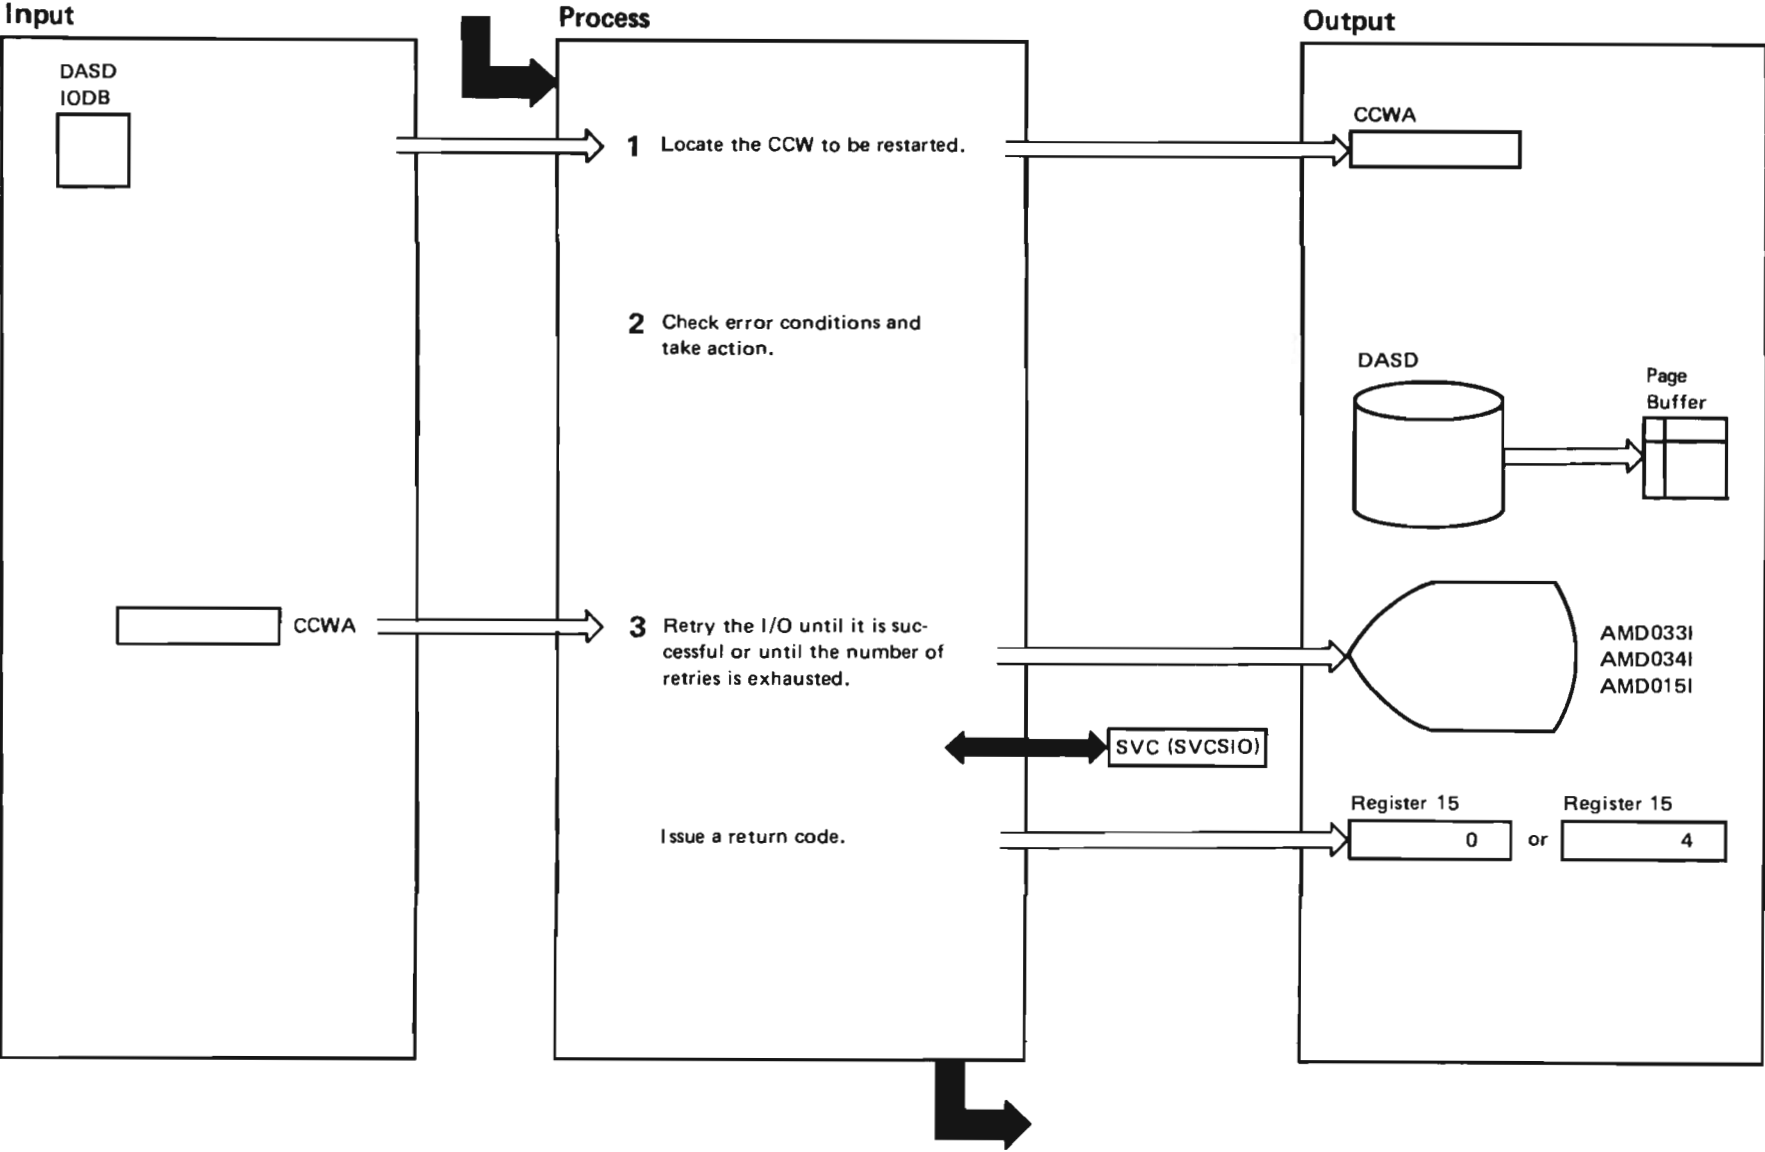 Input
Process
Output
DASD
IODB
1 Locate the CCW to be restarted.
CCWA
2 Check error conditions and
take action.
DASD
Page
Buffer
CCWA
3 Retry the I/O until it is suc-
cessful or until the number of
retries is exhausted.
AMD033I
AMD034I
AMD015I
SVC (SVCSIO)
Issue a return code.
Register 15
0
or
Register 15
4